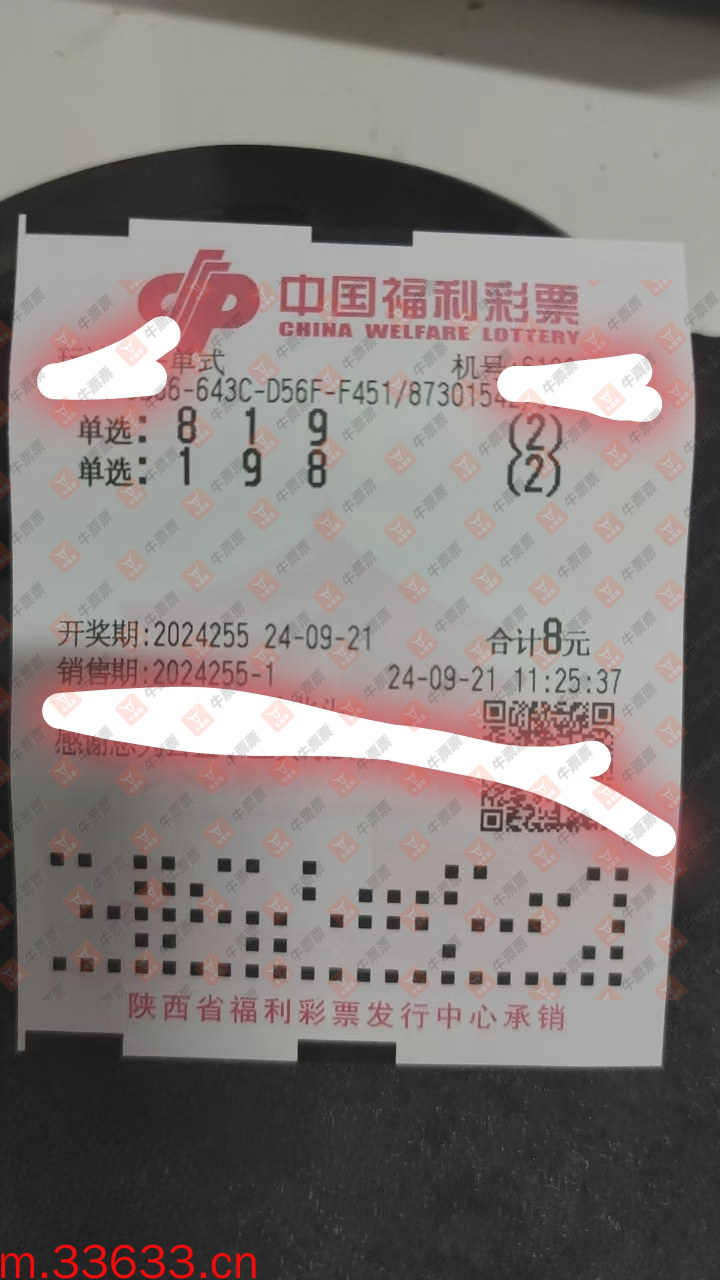 中国福利彩票
CHINA WELFARE LOTTERY
单式 机号
-643C-D56F-F451/8730154
单选: 8 1 9 (2)
单选: 1 9 8 (2)
开奖期:2024255 24-09-21 合计8元
销售期:2024255-1 24-09-21 11:25:37
感谢您
陕西省福利彩票发行中心承销
牛票票
m.33633.cn